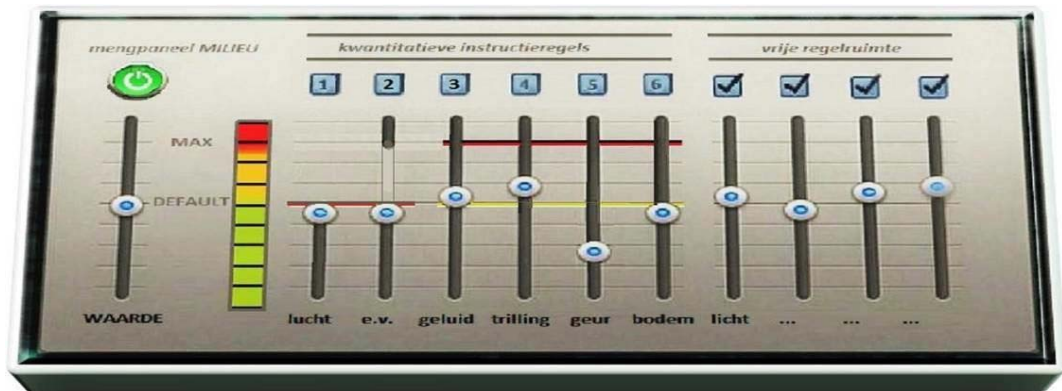 mengpaneel MILIEU kwantitatieve instructieregels vrije regelruimte
1 2 3 4 5 6
MAX
DEFAULT
WAARDE lucht e.v. geluid trilling geur bodem licht ... ... ...